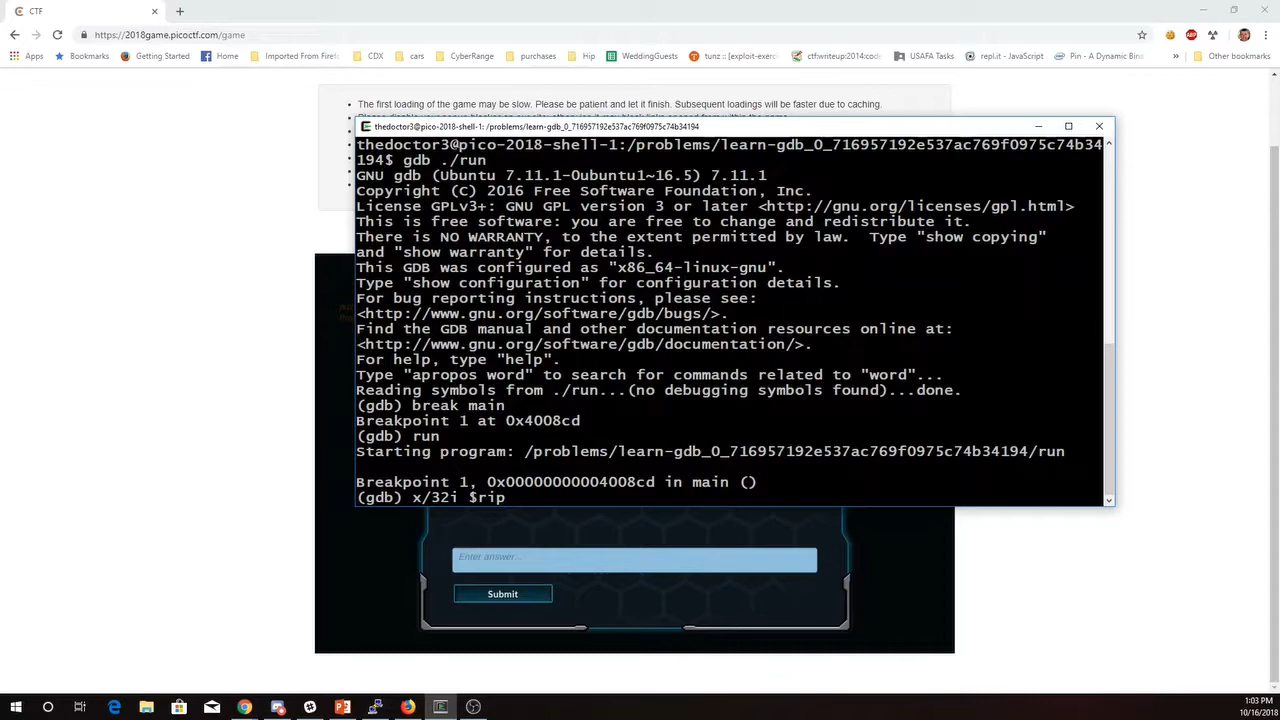 CTF
https://2018game.picoctf.com/game
Apps Bookmarks Getting Started Home Imported From Firefo CDX cars CyberRange purchases Hip WeddingGuests tunz :: [exploit-exerci ctfwriteup:2014:code USAFA Tasks repl.it - JavaScript Pin - A Dynamic Bina » Other bookmarks
The first loading of the game may be slow. Please be patient and let it finish. Subsequent loadings will be faster due to caching.
thedoctor3@pico-2018-shell-1: /problems/learn-gdb_0_716957192e537ac769f0975c74b34194
thedoctor3@pico-2018-shell-1:/problems/learn-gdb_0_716957192e537ac769f0975c74b34
194$ gdb ./run
GNU gdb (Ubuntu 7.11.1-0ubuntu1~16.5) 7.11.1
Copyright (C) 2016 Free Software Foundation, Inc.
License GPLv3+: GNU GPL version 3 or later <http://gnu.org/licenses/gpl.html>
This is free software: you are free to change and redistribute it.
There is NO WARRANTY, to the extent permitted by law.  Type "show copying"
and "show warranty" for details.
This GDB was configured as "x86_64-linux-gnu".
Type "show configuration" for configuration details.
For bug reporting instructions, please see:
<http://www.gnu.org/software/gdb/bugs/>.
Find the GDB manual and other documentation resources online at:
<http://www.gnu.org/software/gdb/documentation/>.
For help, type "help".
Type "apropos word" to search for commands related to "word"...
Reading symbols from ./run...(no debugging symbols found)...done.
(gdb) break main
Breakpoint 1 at 0x4008cd
(gdb) run
Starting program: /problems/learn-gdb_0_716957192e537ac769f0975c74b34194/run
Breakpoint 1, 0x00000000004008cd in main ()
(gdb) x/32i $rip
Enter answer...
Submit
1:03 PM
10/16/2018